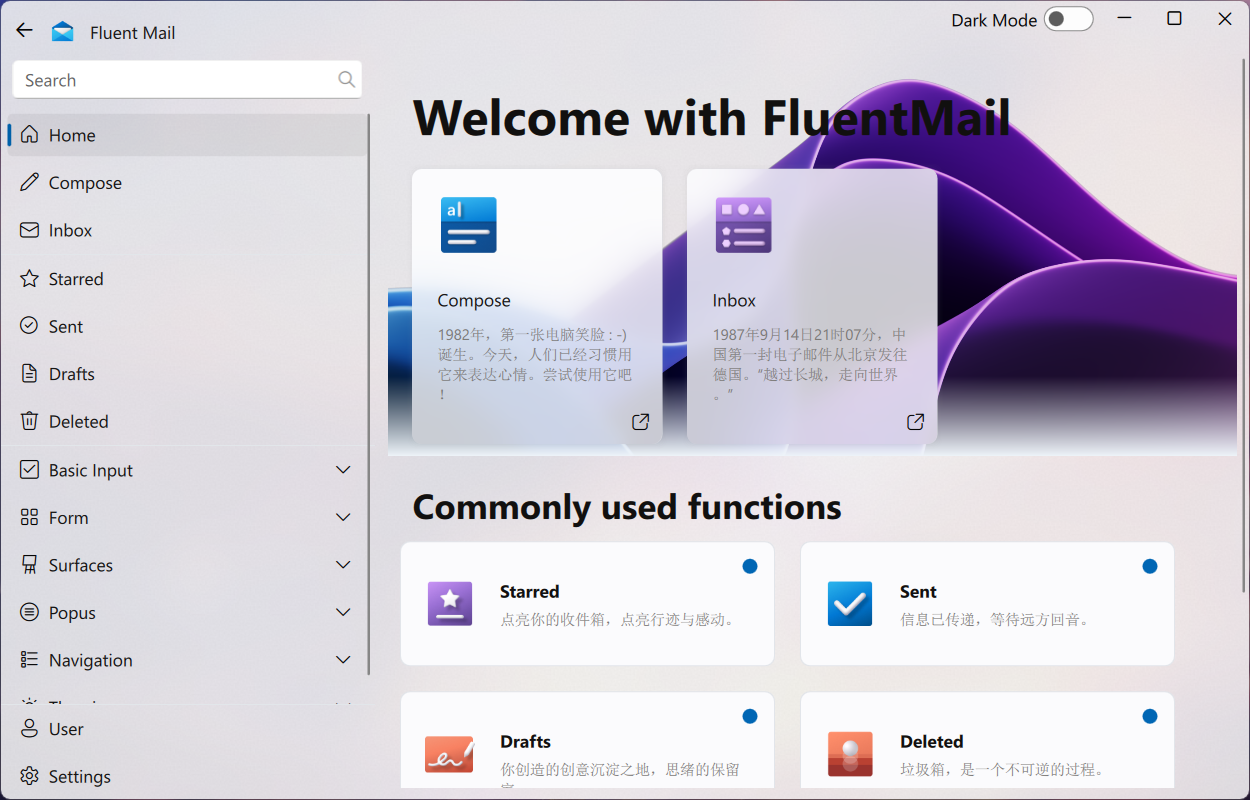 Fluent Mail
Dark Mode
Search
Home
Compose
Inbox
Starred
Sent
Drafts
Deleted
Basic Input
Form
Surfaces
Popus
Navigation
User
Settings
Welcome with FluentMail
Compose
1982年，第一张电脑笑脸 : -)
诞生。今天，人们已经习惯用
它来表达心情。尝试使用它吧
！
Inbox
1987年9月14日21时07分，中
国第一封电子邮件从北京发往
德国。“越过长城，走向世界
。”
Commonly used functions
Starred
点亮你的收件箱，点亮行迹与感动。
Sent
信息已传递，等待远方回音。
Drafts
你创造的创意沉淀之地，思绪的保留
Deleted
垃圾箱，是一个不可逆的过程。